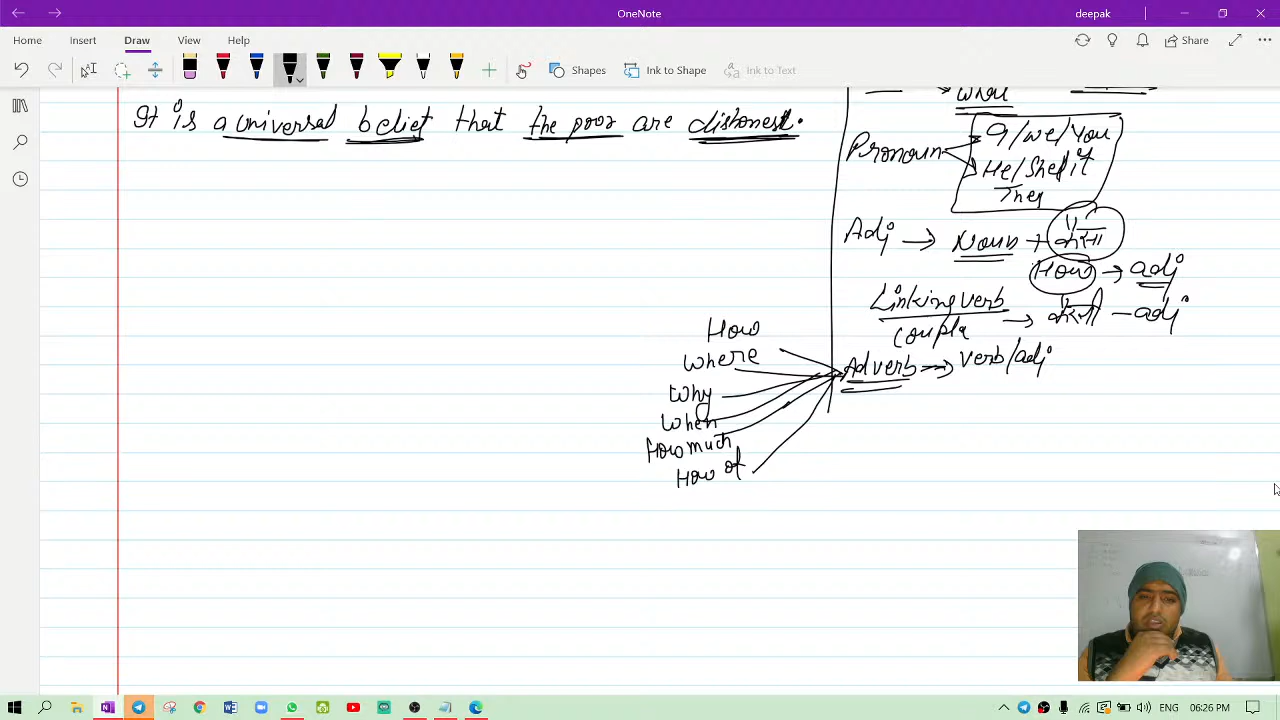 OneNote
deepak
Home Insert Draw View Help
Share
Shapes
Ink to Shape
Ink to Text
what
It is a universal belief that the poor are dishonest.
Pronoun
I/we/You
He/She/it
They
Adj → Noun +
How → adj
Linking verb
coupla → - adj
Adverb → Verb/adj
How
where
Why
when
How much
How of
ENG 06:26 PM